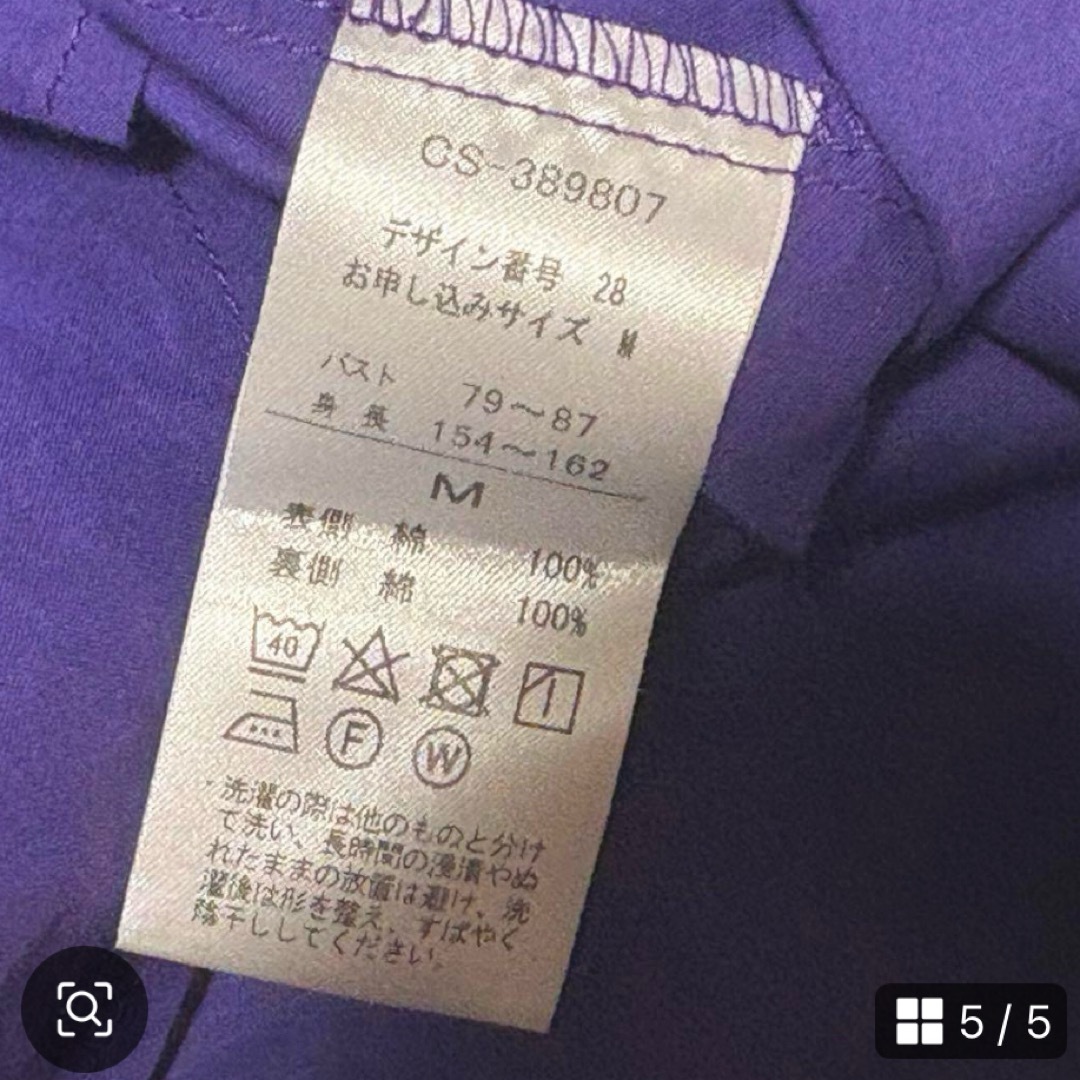 CS-389807
デザイン番号 28
お申し込みサイズ M
バスト 79〜87
身長 154〜162
M
表側 綿 100%
裏側 綿 100%
40
F W
・洗濯の際は他のものと分け
て洗い、長時間の浸漬やぬ
れたままの放置は避け、洗
濯後は形を整え、すばやく
陰干ししてください。
5 / 5